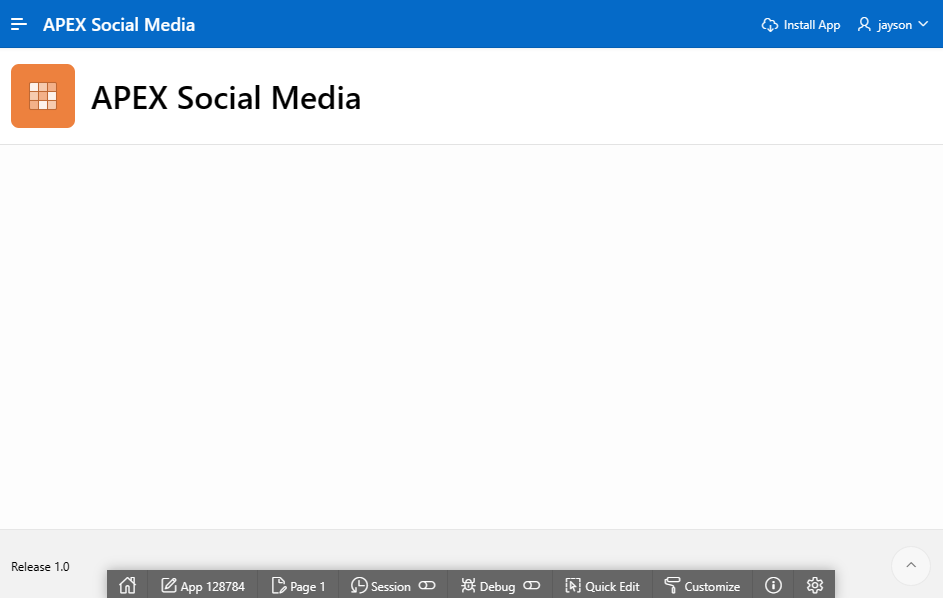 APEX Social Media
Install App
jayson
APEX Social Media
Release 1.0
App 128784
Page 1
Session
Debug
Quick Edit
Customize